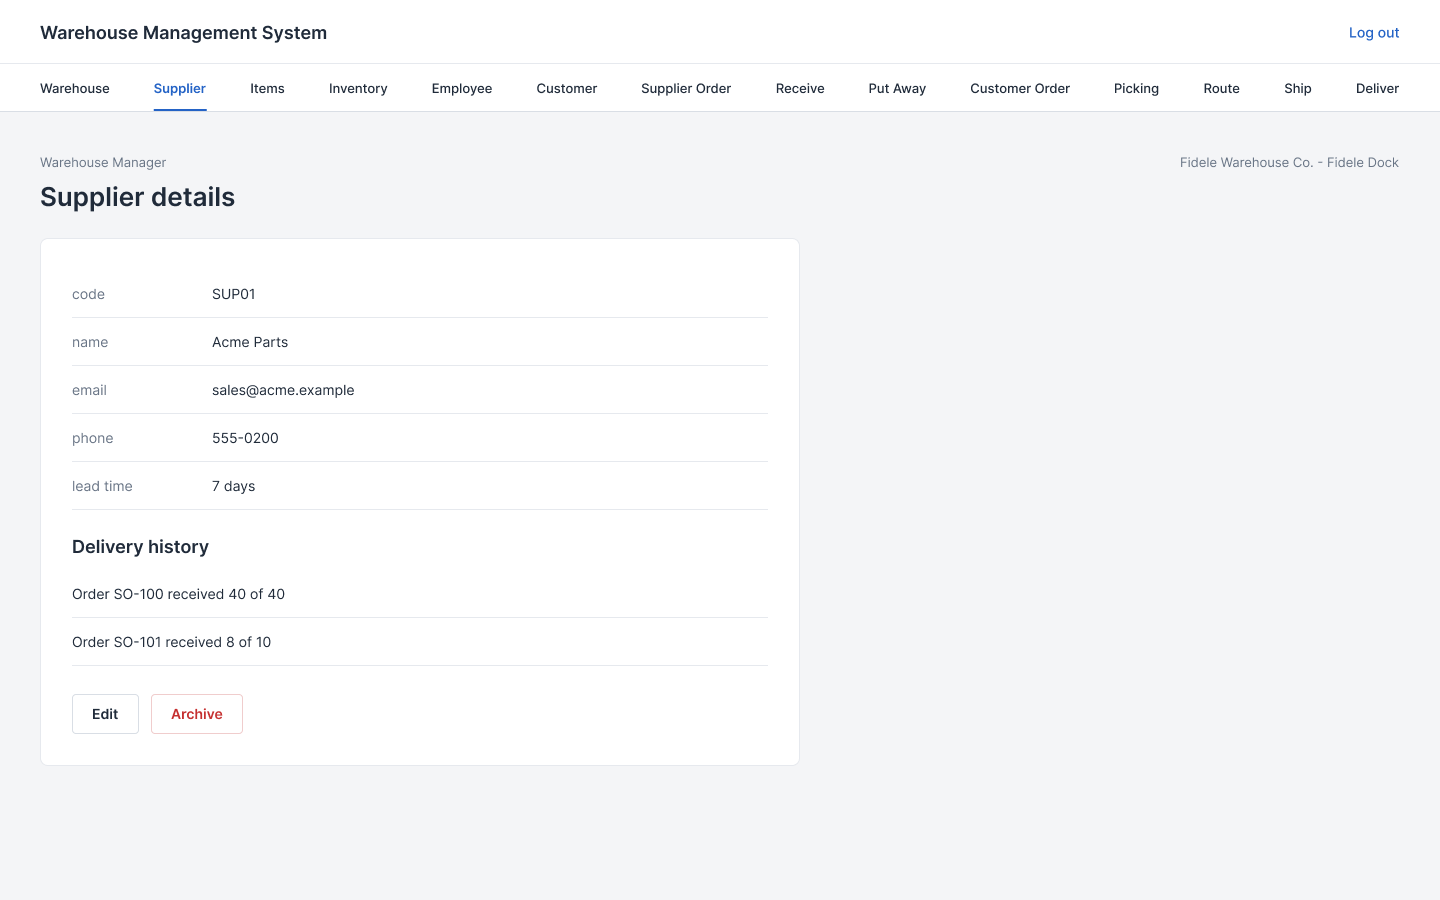 Warehouse Management System
Log out
Warehouse Supplier Items Inventory Employee Customer Supplier Order Receive Put Away Customer Order Picking Route Ship Deliver
Warehouse Manager
Fidele Warehouse Co. - Fidele Dock
Supplier details
code SUP01
name Acme Parts
email sales@acme.example
phone 555-0200
lead time 7 days
Delivery history
Order SO-100 received 40 of 40
Order SO-101 received 8 of 10
Edit Archive